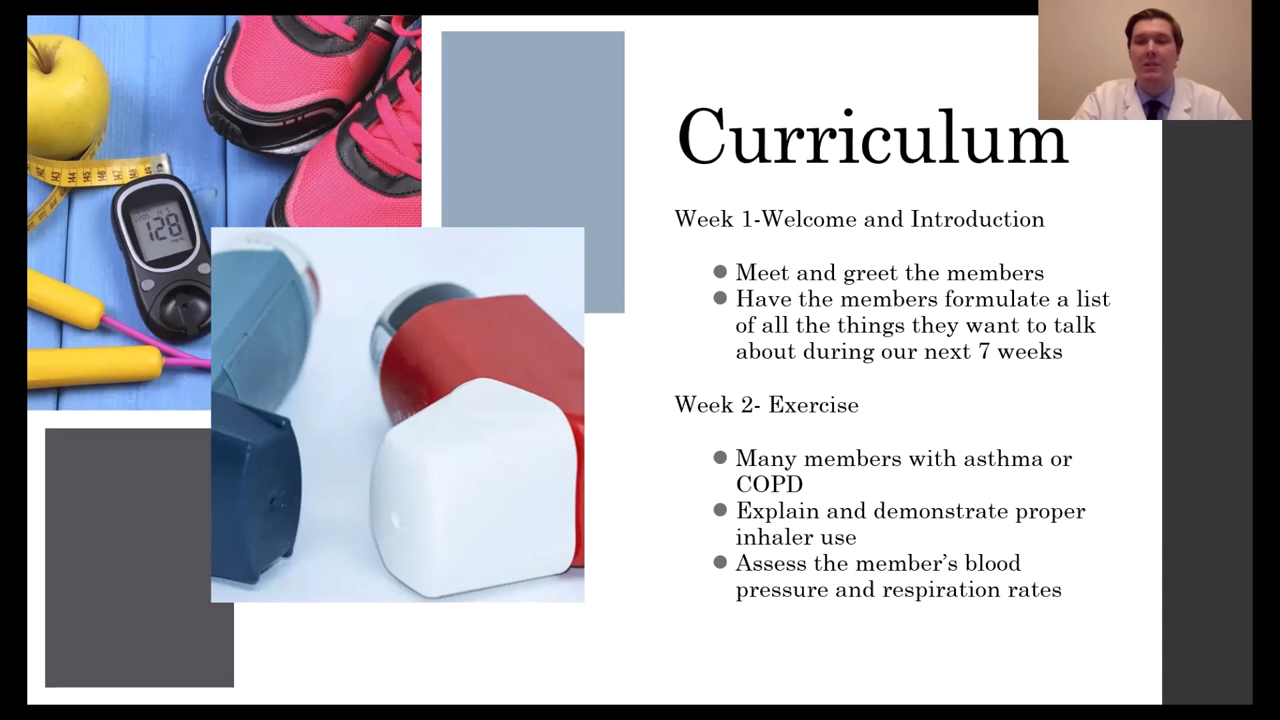 Curriculum
Week 1-Welcome and Introduction
Meet and greet the members
Have the members formulate a list
of all the things they want to talk
about during our next 7 weeks
Week 2- Exercise
Many members with asthma or
COPD
Explain and demonstrate proper
inhaler use
Assess the member’s blood
pressure and respiration rates
128